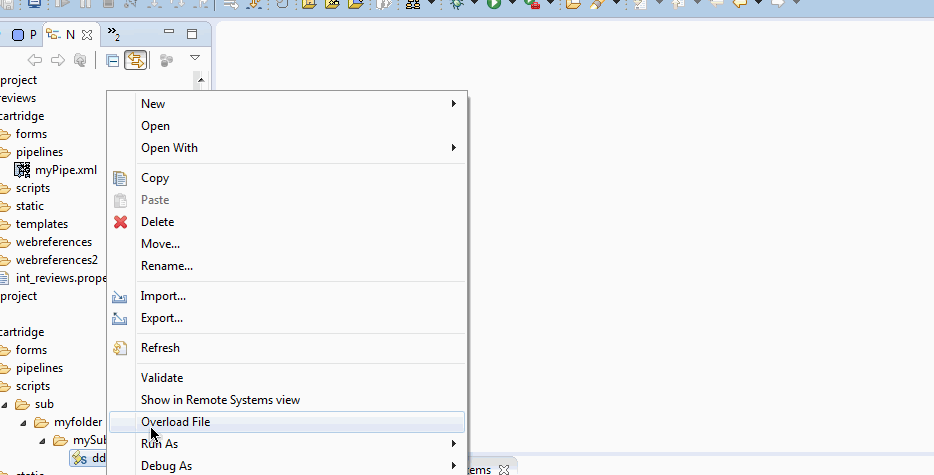 P N 2
project
reviews
cartridge
forms
pipelines
myPipe.xml
scripts
static
templates
webreferences
webreferences2
int_reviews.prope
project
cartridge
forms
pipelines
scripts
sub
myfolder
mySub
dd
New
Open
Open With
Copy
Paste
Delete
Move...
Rename...
Import...
Export...
Refresh
Validate
Show in Remote Systems view
Overload File
Run As
Debug As
tems